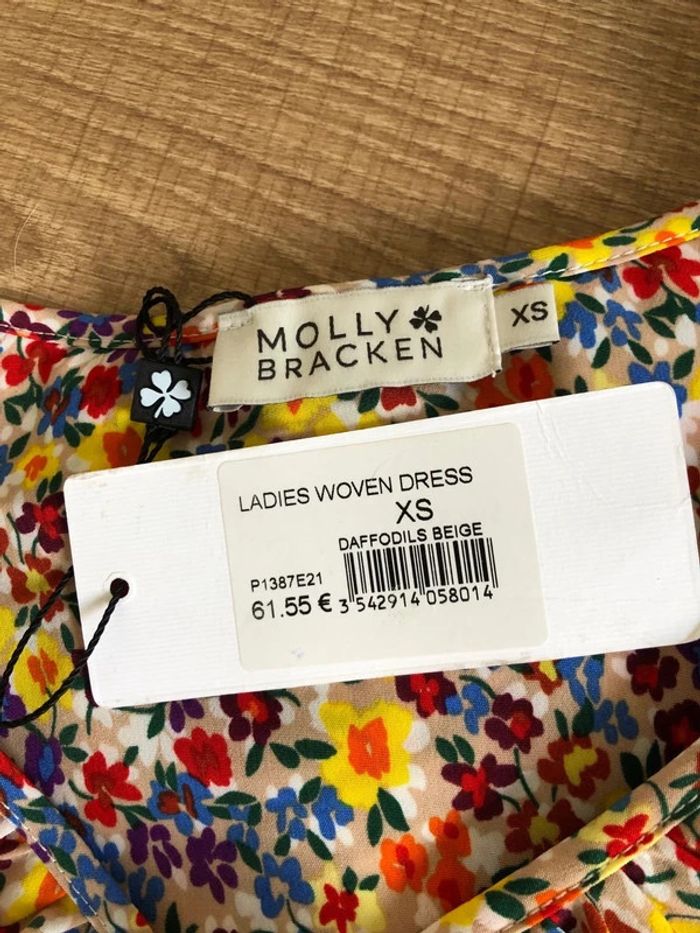 MOLLY
BRACKEN
XS
LADIES WOVEN DRESS
XS
DAFFODILS BEIGE
P1387E21
61.55 €
3 542914 058014